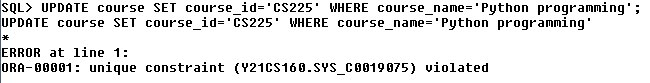 SQL> UPDATE course SET course_id='CS225' WHERE course_name='Python programming';
UPDATE course SET course_id='CS225' WHERE course_name='Python programming'
*
ERROR at line 1:
ORA-00001: unique constraint (Y21CS160.SYS_C0019075) violated